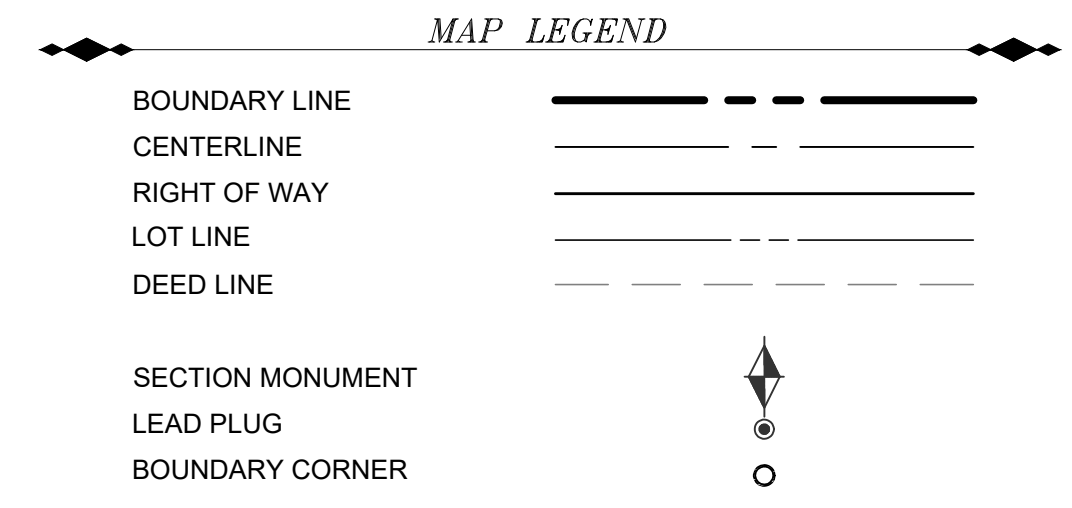 MAP LEGEND
BOUNDARY LINE
CENTERLINE
RIGHT OF WAY
LOT LINE
DEED LINE
SECTION MONUMENT
LEAD PLUG
BOUNDARY CORNER